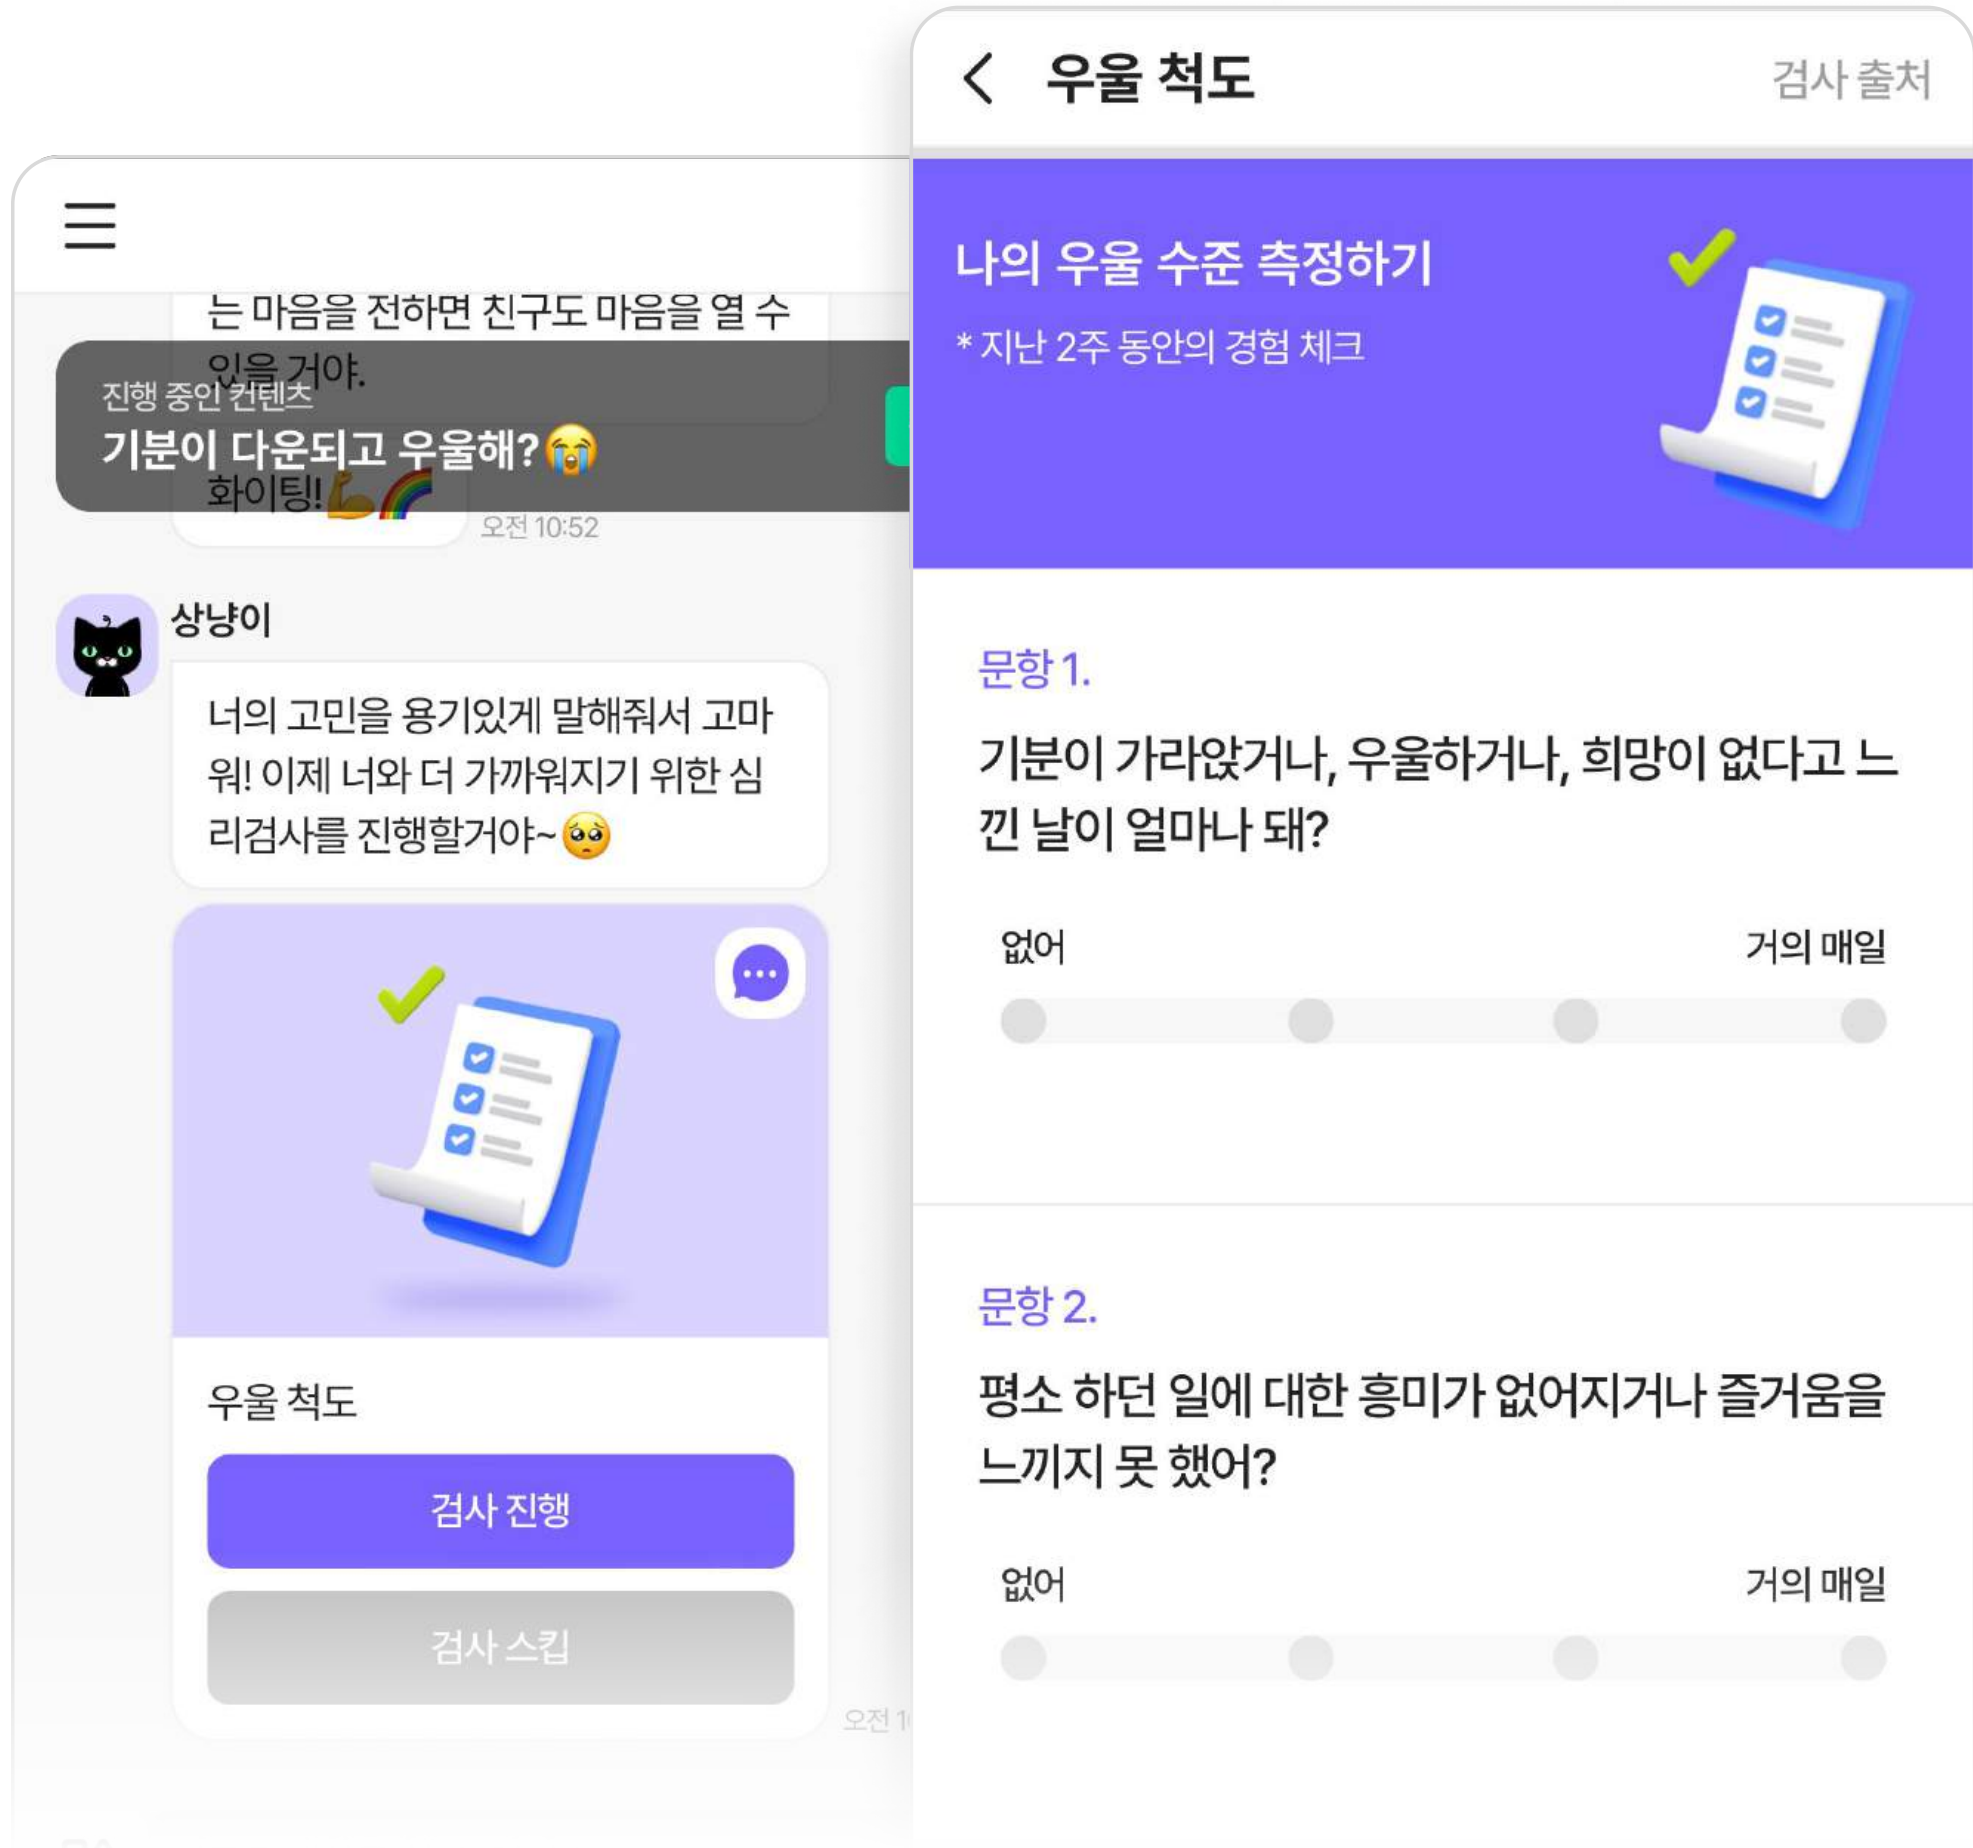 는 마음을 전하면 친구도 마음을 열 수
있을 거야.
진행 중인 컨텐츠
기분이 다운되고 우울해?😭
화이팅!💪🌈
오전 10:52
상냥이
너의 고민을 용기있게 말해줘서 고마
워! 이제 너와 더 가까워지기 위한 심
리검사를 진행할거야~🥺
우울 척도
검사 진행
검사 스킵
오전
우울 척도
검사 출처
나의 우울 수준 측정하기
* 지난 2주 동안의 경험 체크
문항 1.
기분이 가라앉거나, 우울하거나, 희망이 없다고 느
낀 날이 얼마나 돼?
없어
거의 매일
문항 2.
평소 하던 일에 대한 흥미가 없어지거나 즐거움을
느끼지 못 했어?
없어
거의 매일